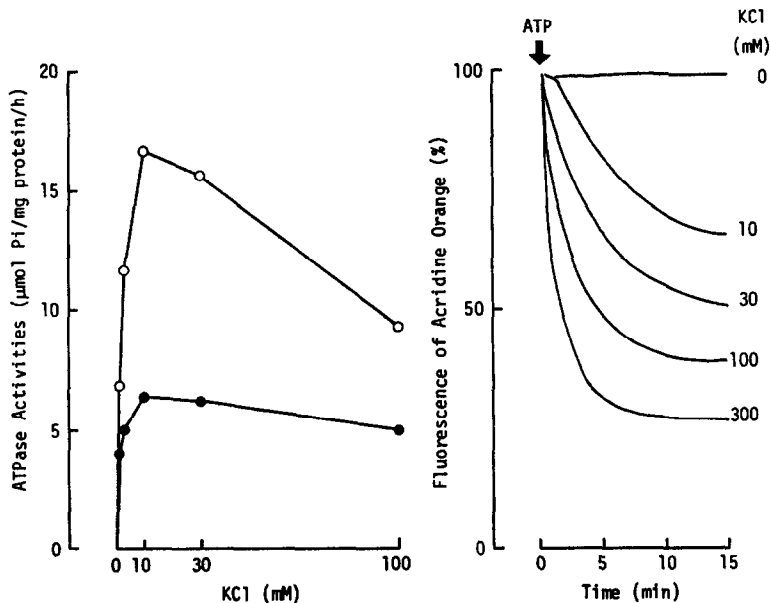 ATPase Activities (μmol Pi/mg protein/h)
20
15
10
5
0
0 10 30 100
KCl (mM)
Fluorescence of Acridine Orange (%)
100
50
0
ATP
KCl
(mM)
0
10
30
100
300
0 5 10 15
Time (min)